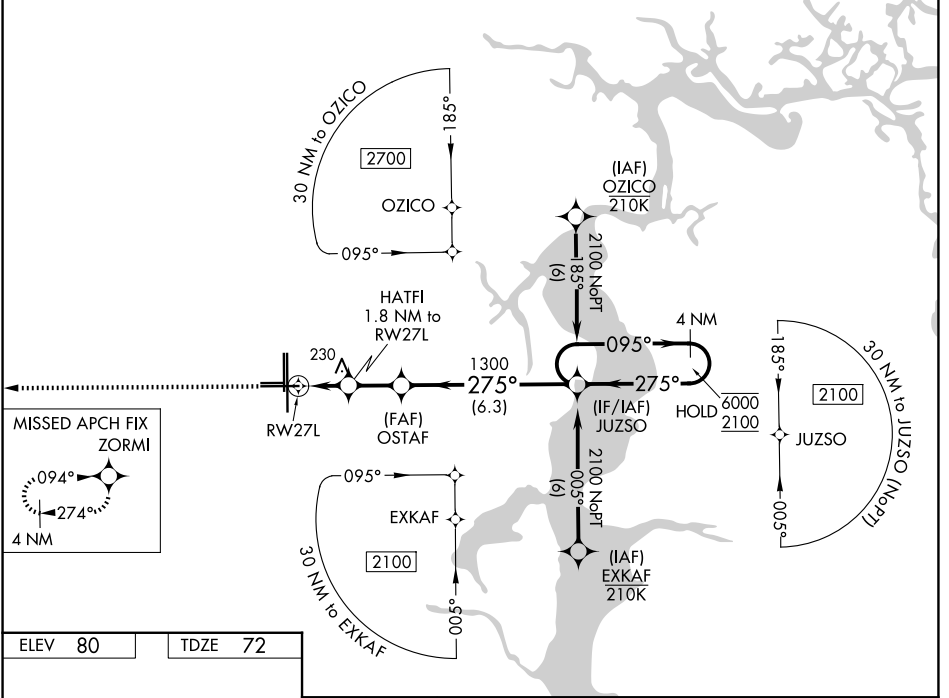 30 NM to OZICO
185°
2700
OZICO
095°
(IAF)
OZICO
210K
2100 NoPT
185°
(6)
HATFI
1.8 NM to
RW27L
230
RW27L
(FAF)
OSTAF
1300
275°
(6.3)
095°
4 NM
275°
(IF/IAF)
JUZSO
HOLD
6000
2100
185°
30 NM to JUZSO (NoPT)
2100
JUZSO
005°
MISSED APCH FIX
ZORMI
094°
274°
4 NM
095°
EXKAF
2100
005°
30 NM to EXKAF
2100 NoPT
005°
(6)
(IAF)
EXKAF
210K
ELEV 80
TDZE 72